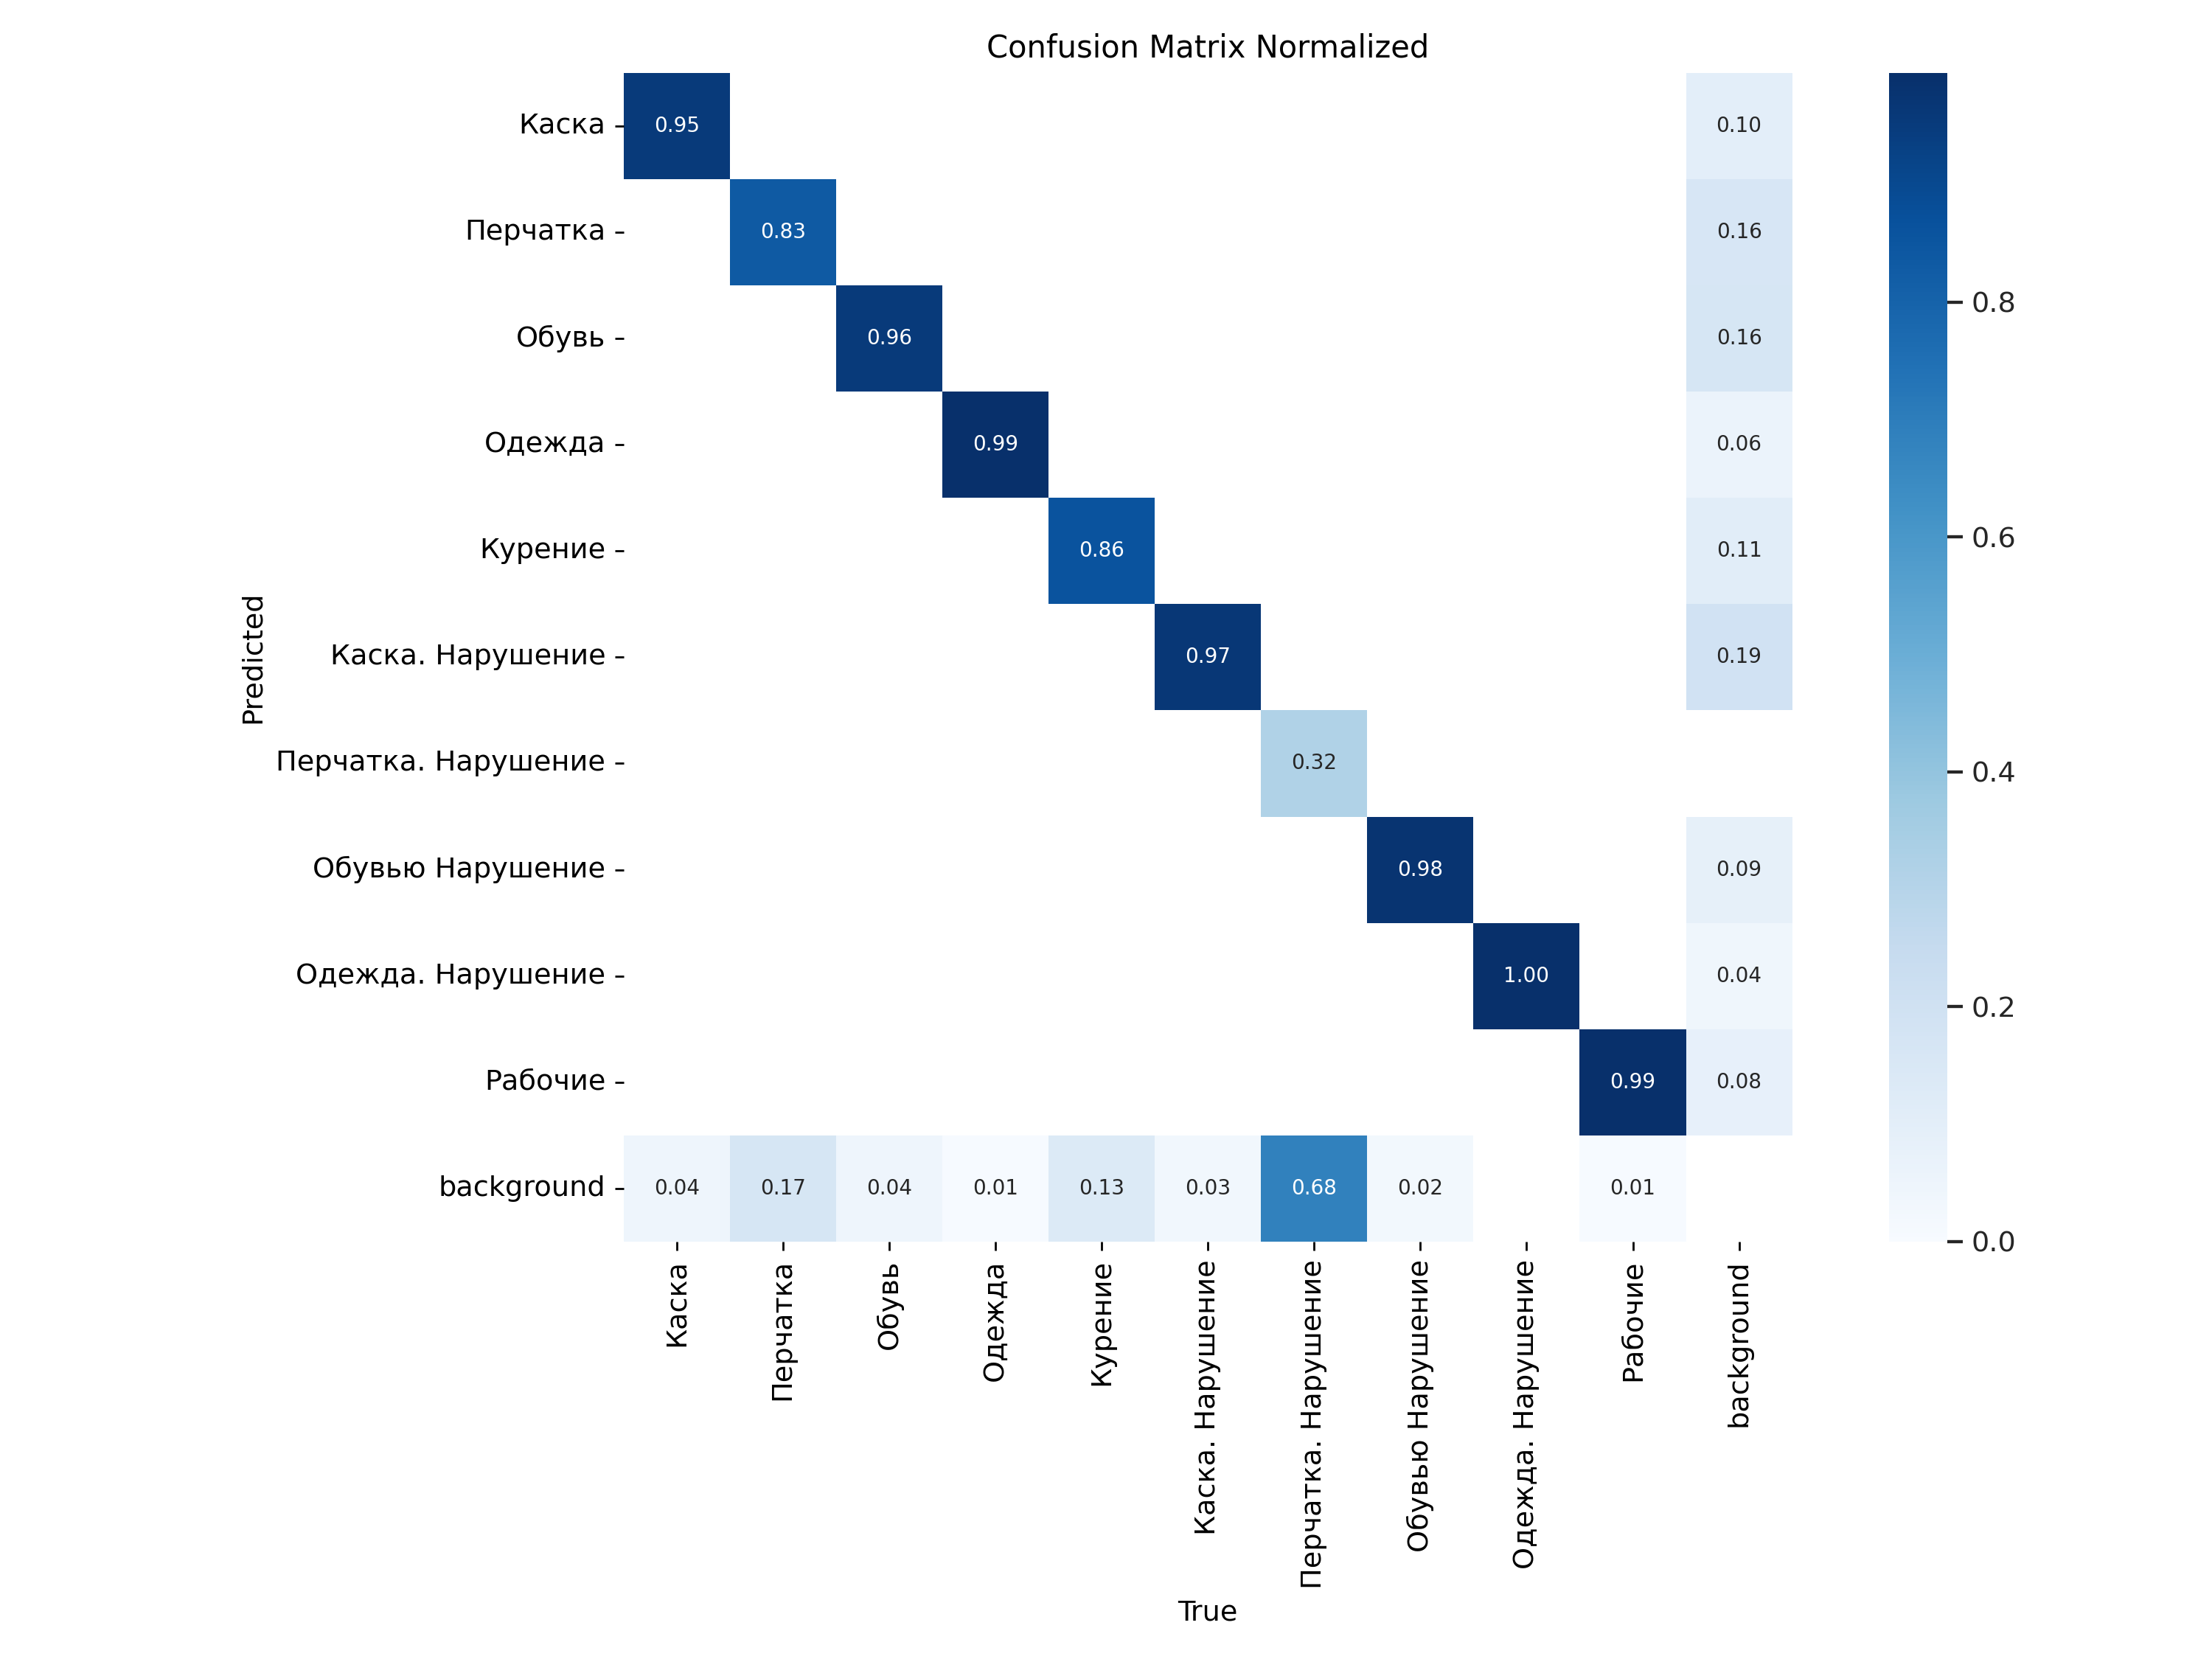 Confusion Matrix Normalized
Каска 0.95 0.10
Перчатка 0.83 0.16
0.8
Обувь 0.96 0.16
Одежда 0.99 0.06
Курение 0.86 0.11
0.6
Predicted
Каска. Нарушение 0.97 0.19
Перчатка. Нарушение 0.32
0.4
Обувью Нарушение 0.98 0.09
Одежда. Нарушение 1.00 0.04
0.2
Рабочие 0.99 0.08
background 0.04 0.17 0.04 0.01 0.13 0.03 0.68 0.02 0.01
0.0
Каска
Перчатка
Обувь
Одежда
Курение
Каска. Нарушение
Перчатка. Нарушение
Обувью Нарушение
Одежда. Нарушение
Рабочие
background
True